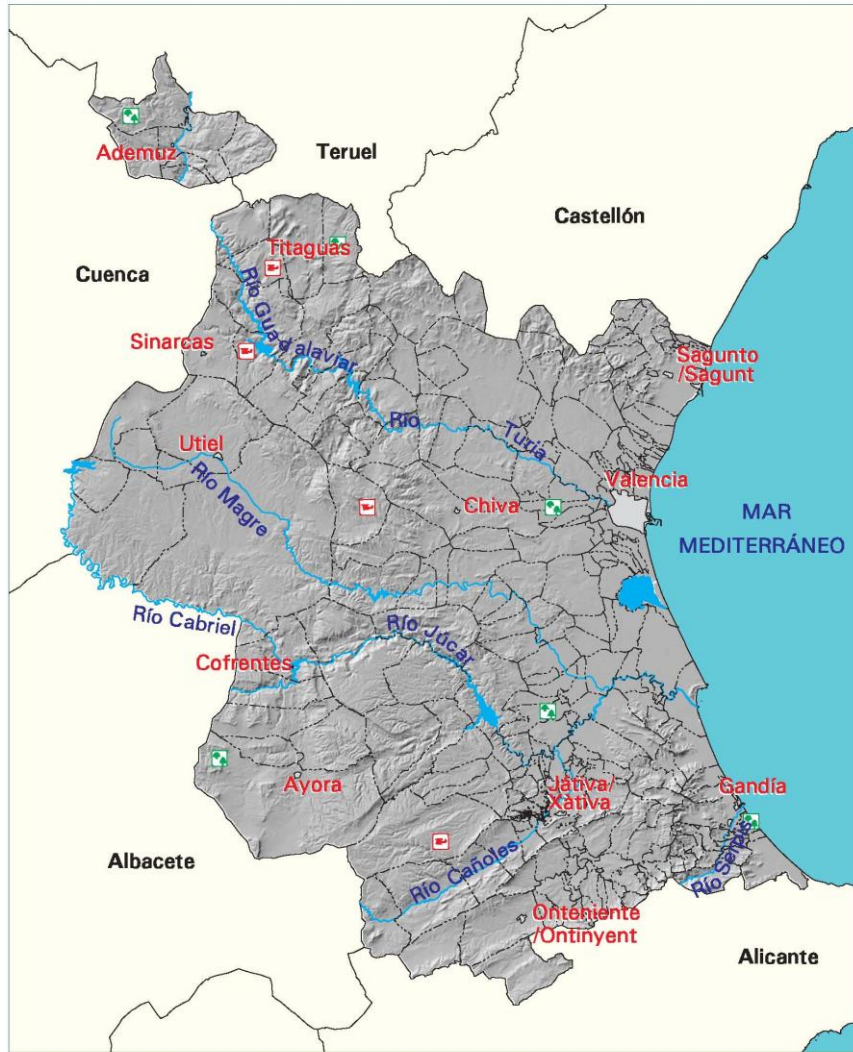 Teruel
Ademuz
Castellón
Titaguas
Cuenca
Río Guadalavíar
Sinarcas
Sagunto
/Sagunt
Río
Turia
Utiel
Río Magre
Valencia
Chiva
MAR
MEDITERRÁNEO
Río Cabriel
Río Júcar
Cofrentes
Ayora
Játiva/
Xàtiva
Gandía
Albacete
Río Cañoles
Río Serpis
Onteniente
/Ontinyent
Alicante